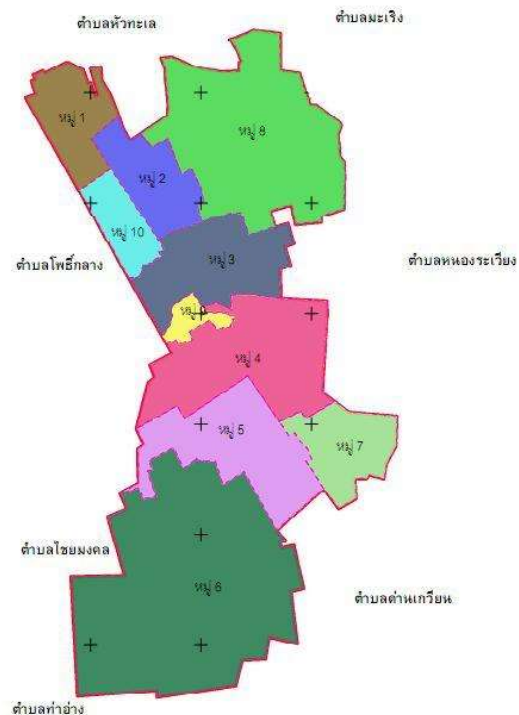 ตำบลหัวทะเล
ตำบลมะเริง
หมู่ 1
หมู่ 8
หมู่ 2
หมู่ 10
หมู่ 3
ตำบลโพธิ์กลาง
ตำบลหนองระเวียง
หมู่
หมู่ 4
หมู่ 5
หมู่ 7
ตำบลไชยมงคล
หมู่ 6
ตำบลด่านเกวียน
ตำบลท่าอ่าง